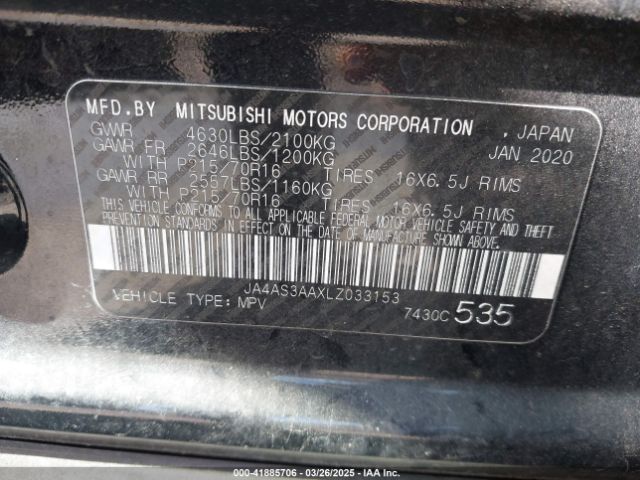 MFD.BY MITSUBISHI MOTORS CORPORATION , JAPAN
GVWR 4630LBS/2100KG JAN 2020
GAWR FR 2646LBS/1200KG
WITH P215/70R16 TIRES 16X6.5J RIMS
GAWR RR 2557LBS/1160KG
WITH P215/70R16 TIRES 16X6.5J RIMS
THIS VEHICLE CONFORMS TO ALL APPLICABLE FEDERAL MOTOR VEHICLE SAFETY AND THEFT
PREVENTION STANDARDS IN EFFECT ON THE DATE OF MANUFACTURE SHOWN ABOVE.
JA4AS3AAXLZ033153
VEHICLE TYPE: MPV
7430C 535
000-41885706 — 03/26/2025 — IAA Inc.